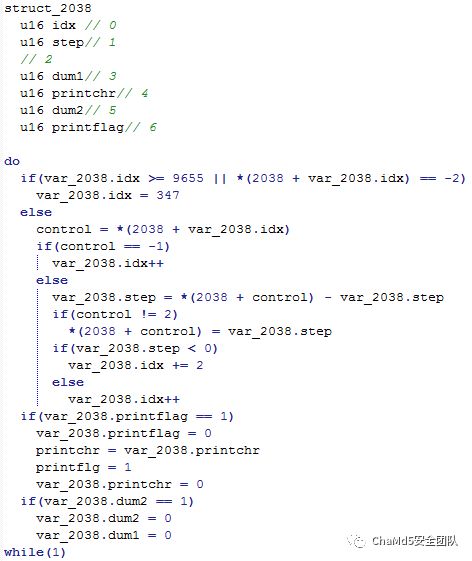 struct_2038
u16 idx // 0
u16 step// 1
// 2
u16 dum1// 3
u16 printchr// 4
u16 dum2// 5
u16 printflag// 6
do
if(var_2038.idx >= 9655 || *(2038 + var_2038.idx) == -2)
var_2038.idx = 347
else
control = *(2038 + var_2038.idx)
if(control == -1)
var_2038.idx++
else
var_2038.step = *(2038 + control) - var_2038.step
if(control != 2)
*(2038 + control) = var_2038.step
if(var_2038.step < 0)
var_2038.idx += 2
else
var_2038.idx++
if(var_2038.printflag == 1)
var_2038.printflag = 0
printchr = var_2038.printchr
printflg = 1
var_2038.printchr = 0
if(var_2038.dum2 == 1)
var_2038.dum2 = 0
var_2038.dum1 = 0
while(1)
ChaMd5安全团队